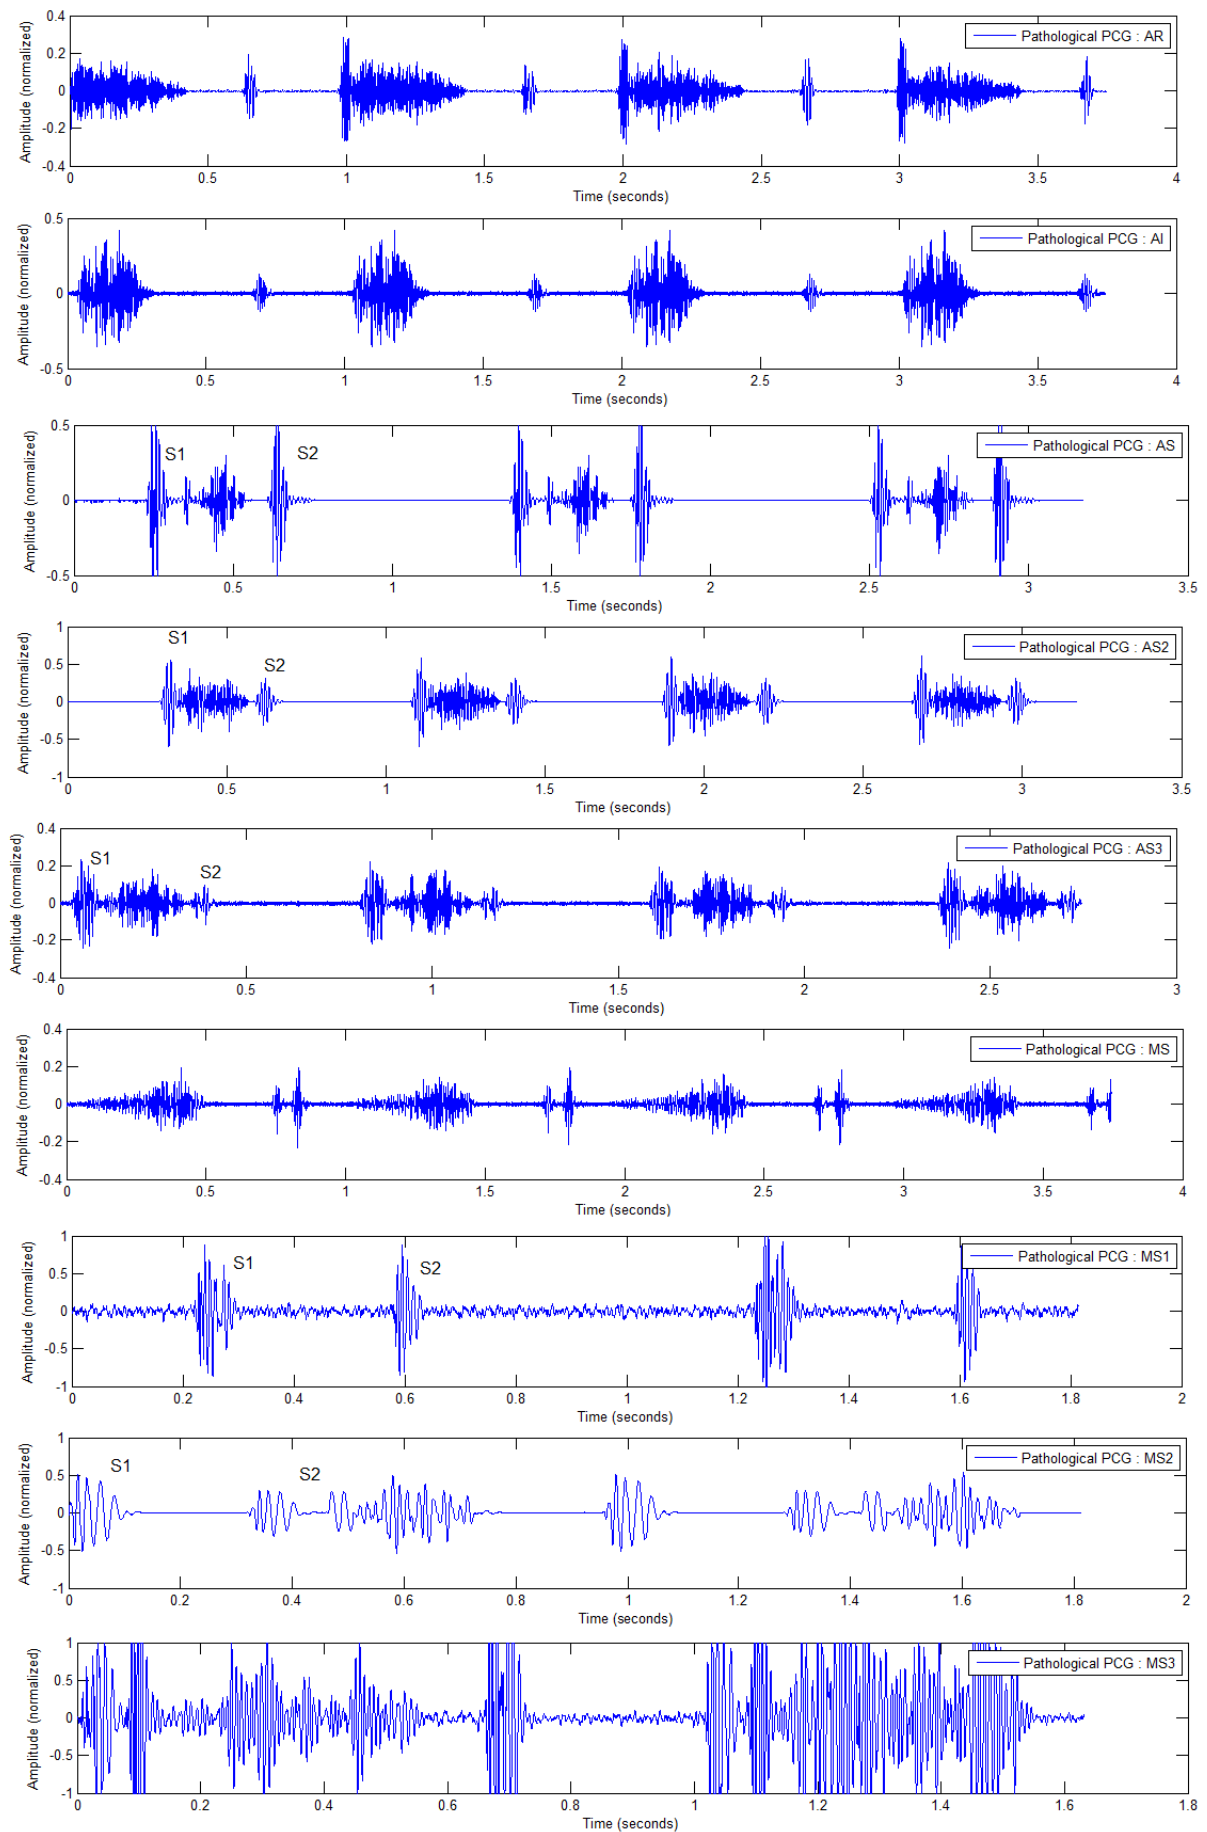 Amplitude (normalized)
0.4
0.2
0
-0.2
-0.4
Pathological PCG : AR
0 0.5 1 1.5 2 2.5 3 3.5 4
Time (seconds)
Amplitude (normalized)
0.5
0
-0.5
Pathological PCG : AI
0 0.5 1 1.5 2 2.5 3 3.5 4
Time (seconds)
Amplitude (normalized)
0.5
0
-0.5
S1 S2
Pathological PCG : AS
0 0.5 1 1.5 2 2.5 3 3.5
Time (seconds)
Amplitude (normalized)
1
0.5
0
-0.5
-1
S1
S2
Pathological PCG : AS2
0 0.5 1 1.5 2 2.5 3 3.5
Time (seconds)
Amplitude (normalized)
0.4
0.2
0
-0.2
-0.4
S1
S2
Pathological PCG : AS3
0 0.5 1 1.5 2 2.5 3
Time (seconds)
Amplitude (normalized)
0.4
0.2
0
-0.2
-0.4
Pathological PCG : MS
0 0.5 1 1.5 2 2.5 3 3.5 4
Time (seconds)
Amplitude (normalized)
1
0.5
0
-0.5
-1
S1
S2
Pathological PCG : MS1
0 0.2 0.4 0.6 0.8 1 1.2 1.4 1.6 1.8 2
Time (seconds)
Amplitude (normalized)
1
0.5
0
-0.5
-1
S1
S2
Pathological PCG : MS2
0 0.2 0.4 0.6 0.8 1 1.2 1.4 1.6 1.8 2
Time (seconds)
Amplitude (normalized)
1
0.5
0
-0.5
-1
Pathological PCG : MS3
0 0.2 0.4 0.6 0.8 1 1.2 1.4 1.6 1.8
Time (seconds)